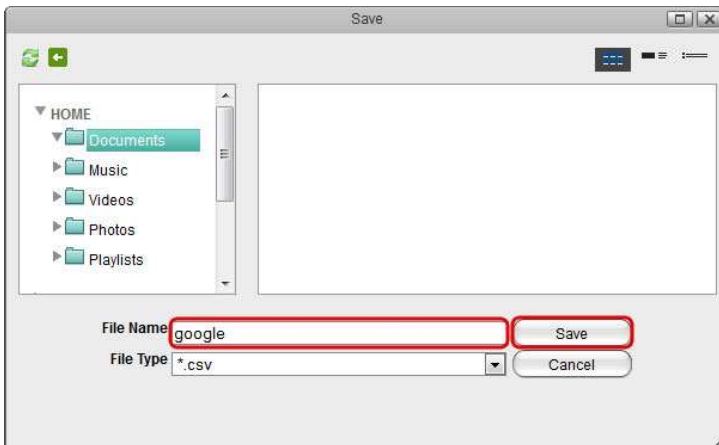 Save
HOME
Documents
Music
Videos
Photos
Playlists
File Name google Save
File Type *.csv Cancel